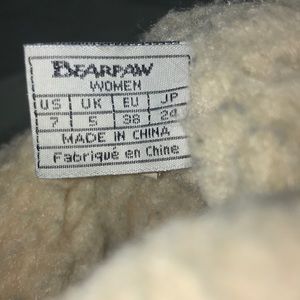 BEARPAW
WOMEN
US UK EU JP
7 5 38 24
MADE IN CHINA
Fabriqué en Chine